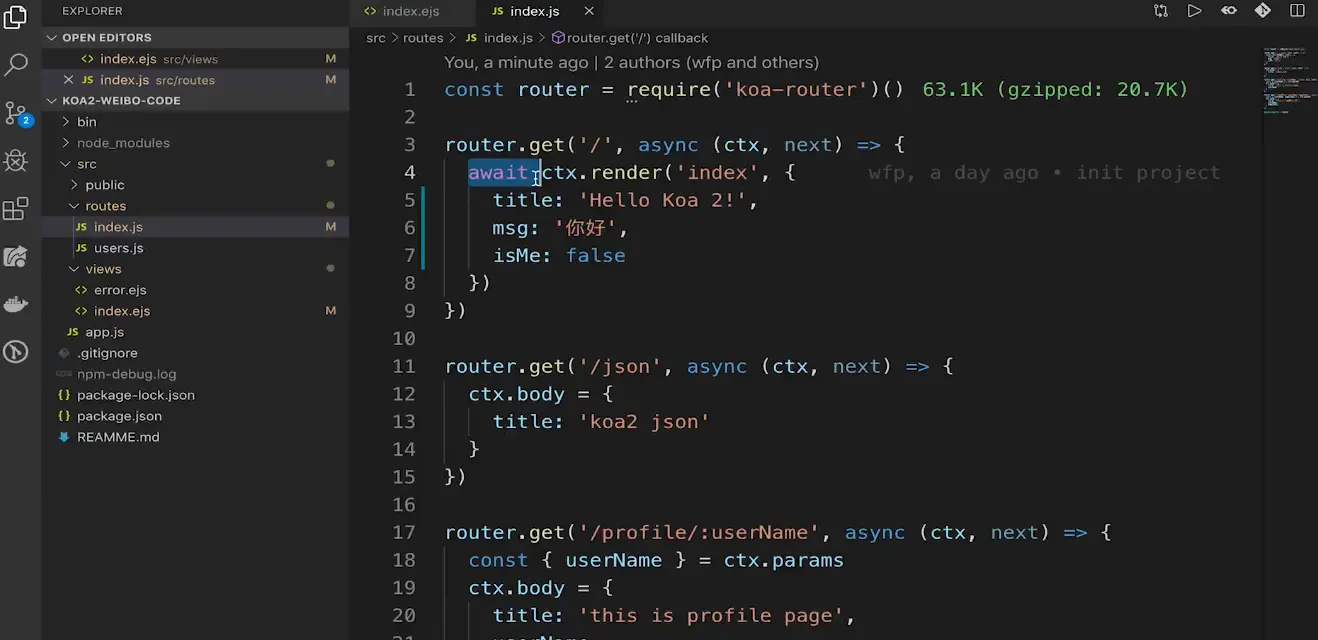 EXPLORER
OPEN EDITORS
index.ejs src/views M
index.js src/routes M
KOA2-WEIBO-CODE
bin
node_modules
src
public
routes
index.js M
users.js
views
error.ejs
index.ejs M
app.js
.gitignore
npm-debug.log
package-lock.json
package.json
REAMME.md
2
index.ejs
JS index.js
src > routes > JS index.js > router.get('/') callback
You, a minute ago | 2 authors (wfp and others)
1 const router = require('koa-router')() 63.1K (gzipped: 20.7K)
2
3 router.get('/', async (ctx, next) => {
4 await ctx.render('index', { wfp, a day ago • init project
5 title: 'Hello Koa 2!',
6 msg: '你好',
7 isMe: false
8 })
9 })
10
11 router.get('/json', async (ctx, next) => {
12 ctx.body = {
13 title: 'koa2 json'
14 }
15 })
16
17 router.get('/profile/:userName', async (ctx, next) => {
18 const { userName } = ctx.params
19 ctx.body = {
20 title: 'this is profile page',
21 userName